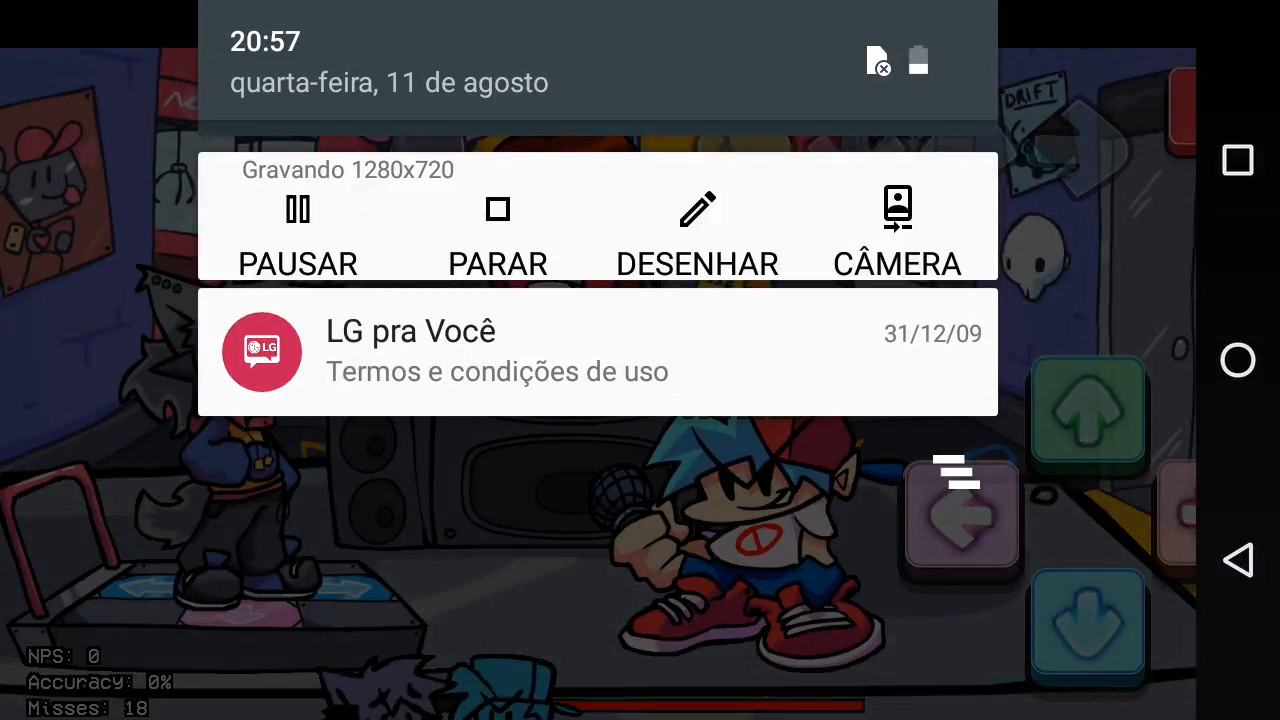 20:57
quarta-feira, 11 de agosto
DRIFT
Gravando 1280x720
PAUSAR PARAR DESENHAR CÂMERA
LG
LG pra Você 31/12/09
Termos e condições de uso
NPS: 0
Accuracy: 0%
Misses: 18